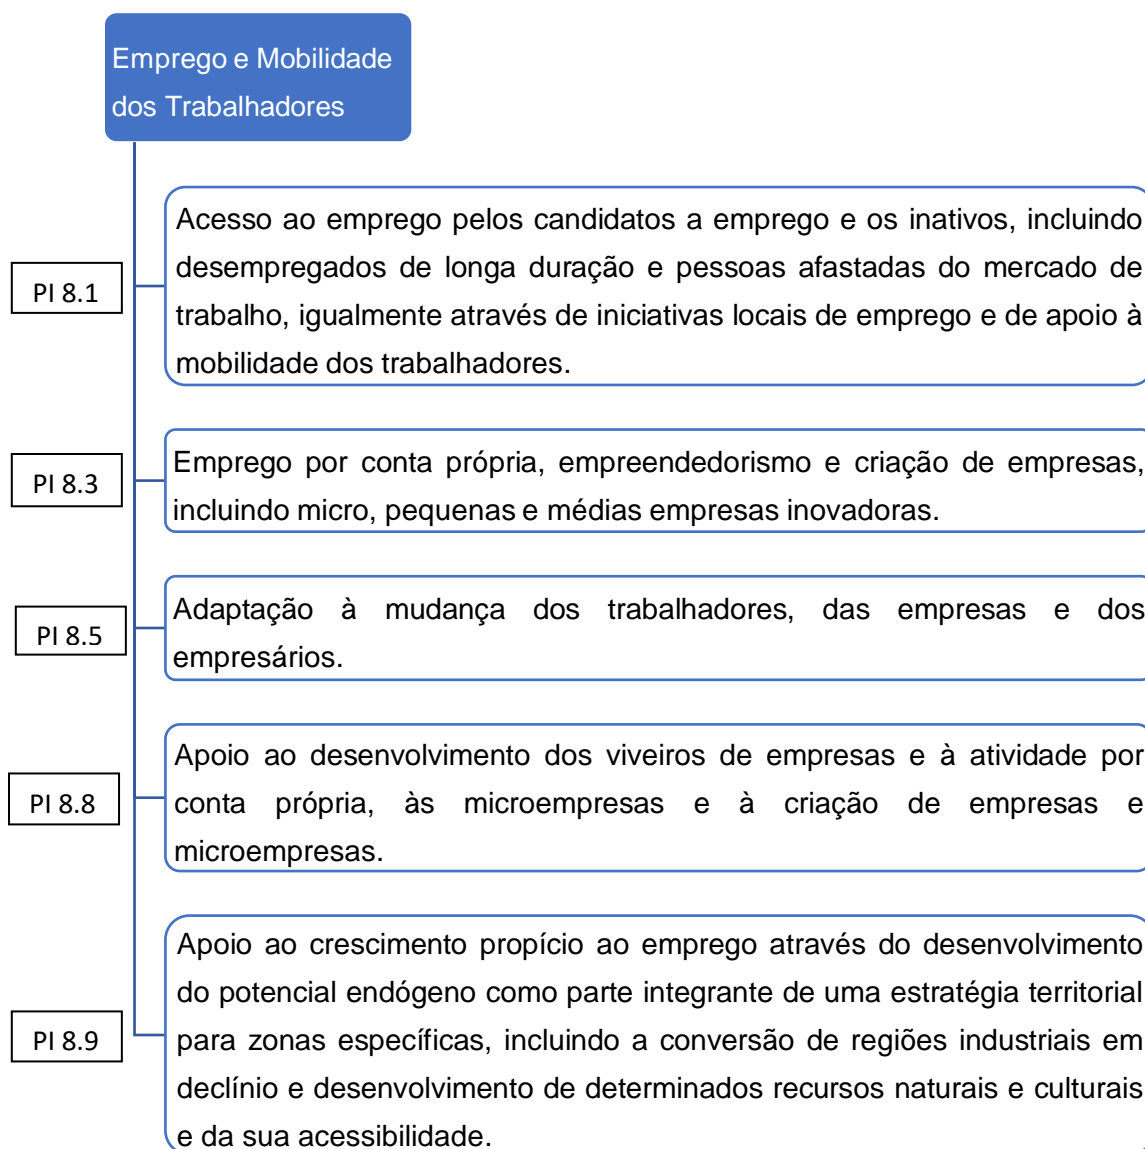 Emprego e Mobilidade
dos Trabalhadores
PI 8.1
Acesso ao emprego pelos candidatos a emprego e os inativos, incluindo
desempregados de longa duração e pessoas afastadas do mercado de
trabalho, igualmente através de iniciativas locais de emprego e de apoio à
mobilidade dos trabalhadores.
PI 8.3
Emprego por conta própria, empreendedorismo e criação de empresas,
incluindo micro, pequenas e médias empresas inovadoras.
PI 8.5
Adaptação à mudança dos trabalhadores, das empresas e dos
empresários.
PI 8.8
Apoio ao desenvolvimento dos viveiros de empresas e à atividade por
conta própria, às microempresas e à criação de empresas e
microempresas.
PI 8.9
Apoio ao crescimento propício ao emprego através do desenvolvimento
do potencial endógeno como parte integrante de uma estratégia territorial
para zonas específicas, incluindo a conversão de regiões industriais em
declínio e desenvolvimento de determinados recursos naturais e culturais
e da sua acessibilidade.